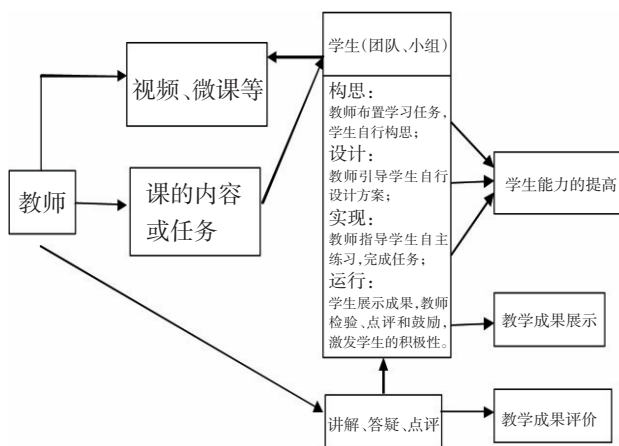 学生（团队、小组）
视频、微课等
教师
课的内容
或任务
构思：
教师布置学习任务，
学生自行构思；
设计：
教师引导学生自行
设计方案；
实现：
教师指导学生自主
练习，完成任务；
运行：
学生展示成果，教师
检验、点评和鼓励，
激发学生的积极性。
学生能力的提高
教学成果展示
讲解、答疑、点评
教学成果评价